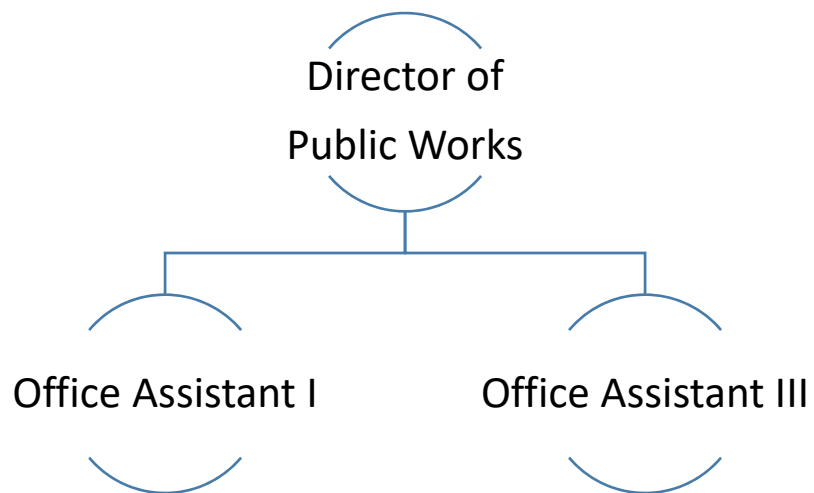 Director of
Public Works
Office Assistant I
Office Assistant III